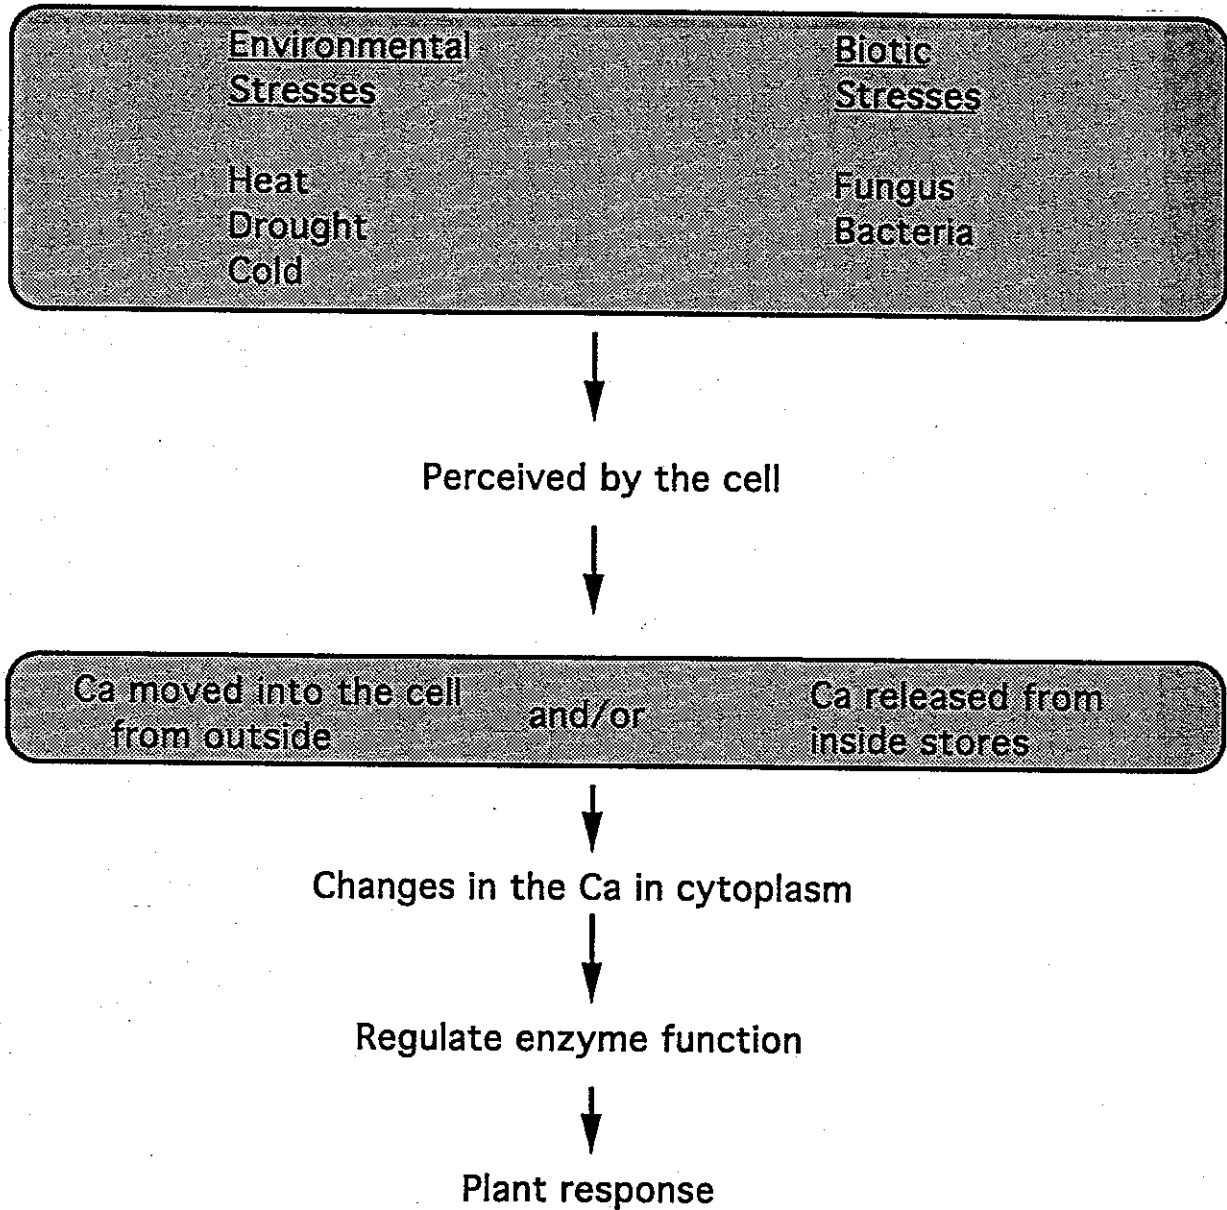 Environmental
Stresses
Heat
Drought
Cold
Biotic
Stresses
Fungus
Bacteria
Perceived by the cell
Ca moved into the cell
from outside
and/or
Ca released from
inside stores
Changes in the Ca in cytoplasm
Regulate enzyme function
Plant response